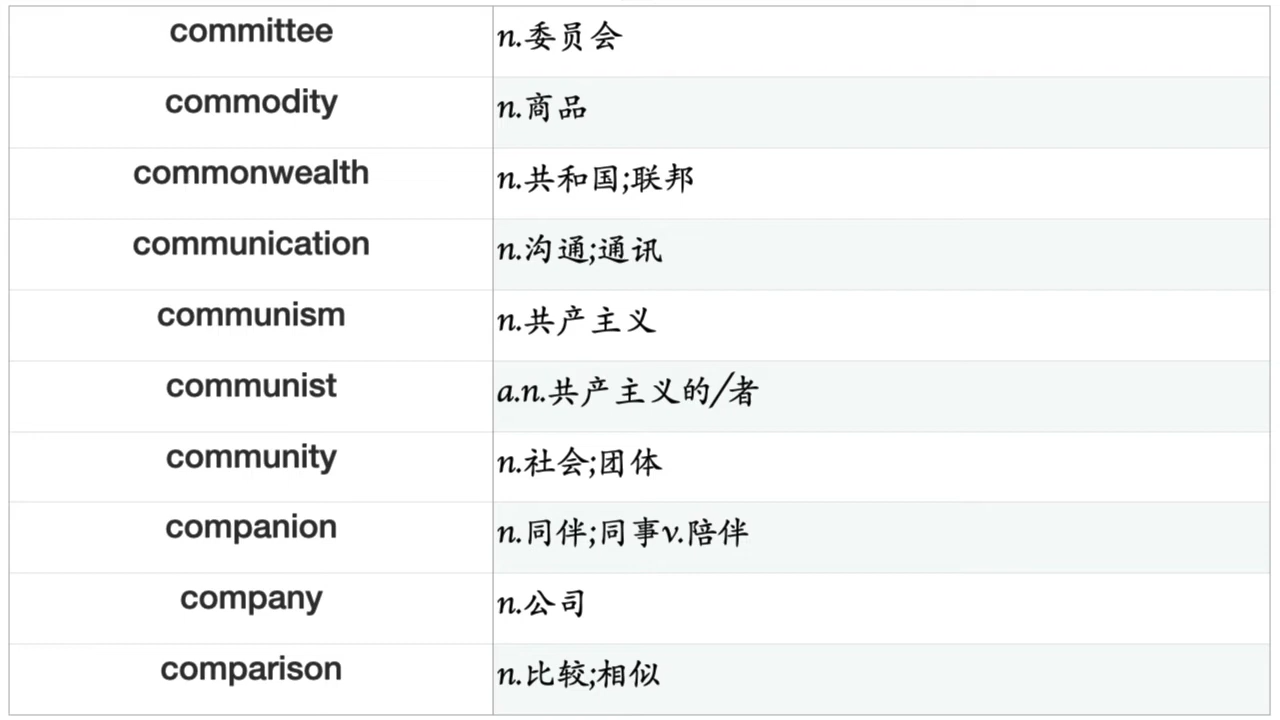 committee n.委员会
commodity n.商品
commonwealth n.共和国;联邦
communication n.沟通;通讯
communism n.共产主义
communist a.n.共产主义的/者
community n.社会;团体
companion n.同伴;同事v.陪伴
company n.公司
comparison n.比较;相似